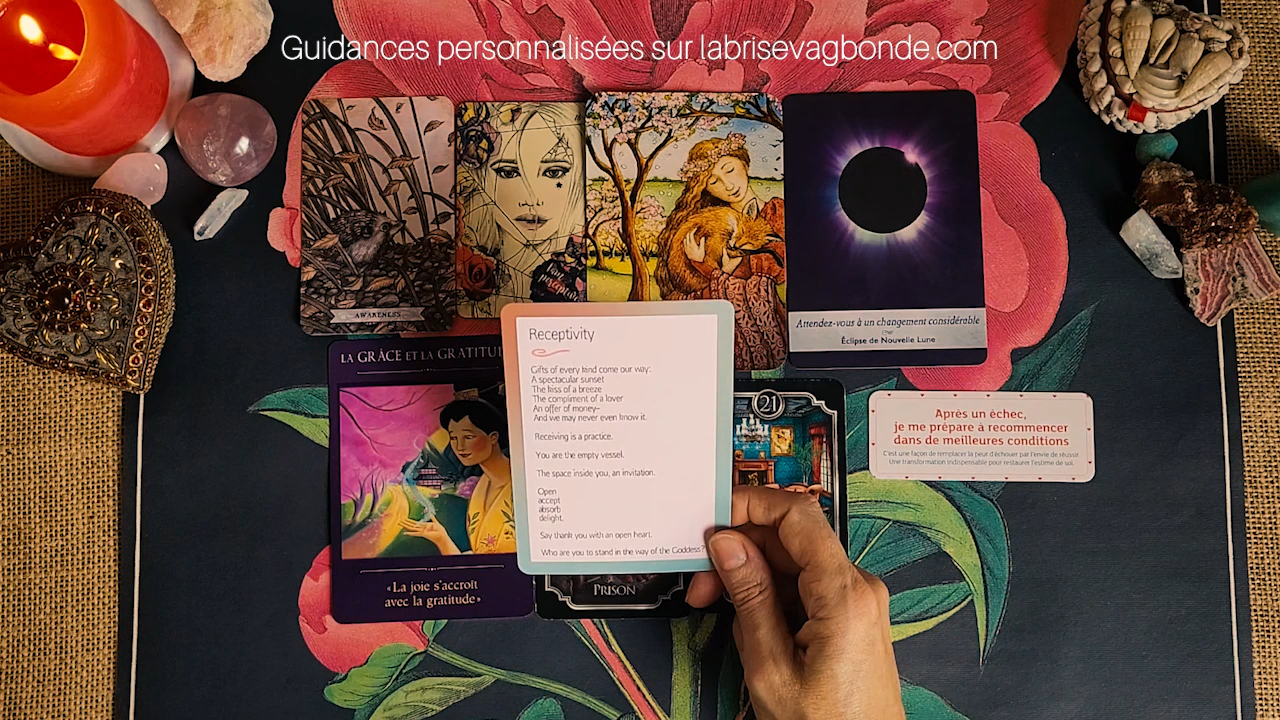 Guidances personnalisées sur labrisevagbonde.com
AWARENESS
Attendez-vous à un changement considérable
Éclipse de Nouvelle Lune
LA GRÂCE ET LA GRATITU
«La joie s'accroît
avec la gratitude»
Receptivity
Gifts of every kind come our way:
A spectacular sunset
The kiss of a breeze
The compliment of a lover
An offer of money–
And we may never even know it.
Receiving is a practice.
You are the empty vessel.
The space inside you, an invitation.
Open
accept
absorb
delight.
Say thank you with an open heart.
Who are you to stand in the way of the Goddess?
PRISON
21
Après un échec,
je me prépare à recommencer
dans de meilleures conditions
C'est une façon de remplacer la peur d'échouer par l'envie de réussir.
Une transformation indispensable pour restaurer l'estime de soi.